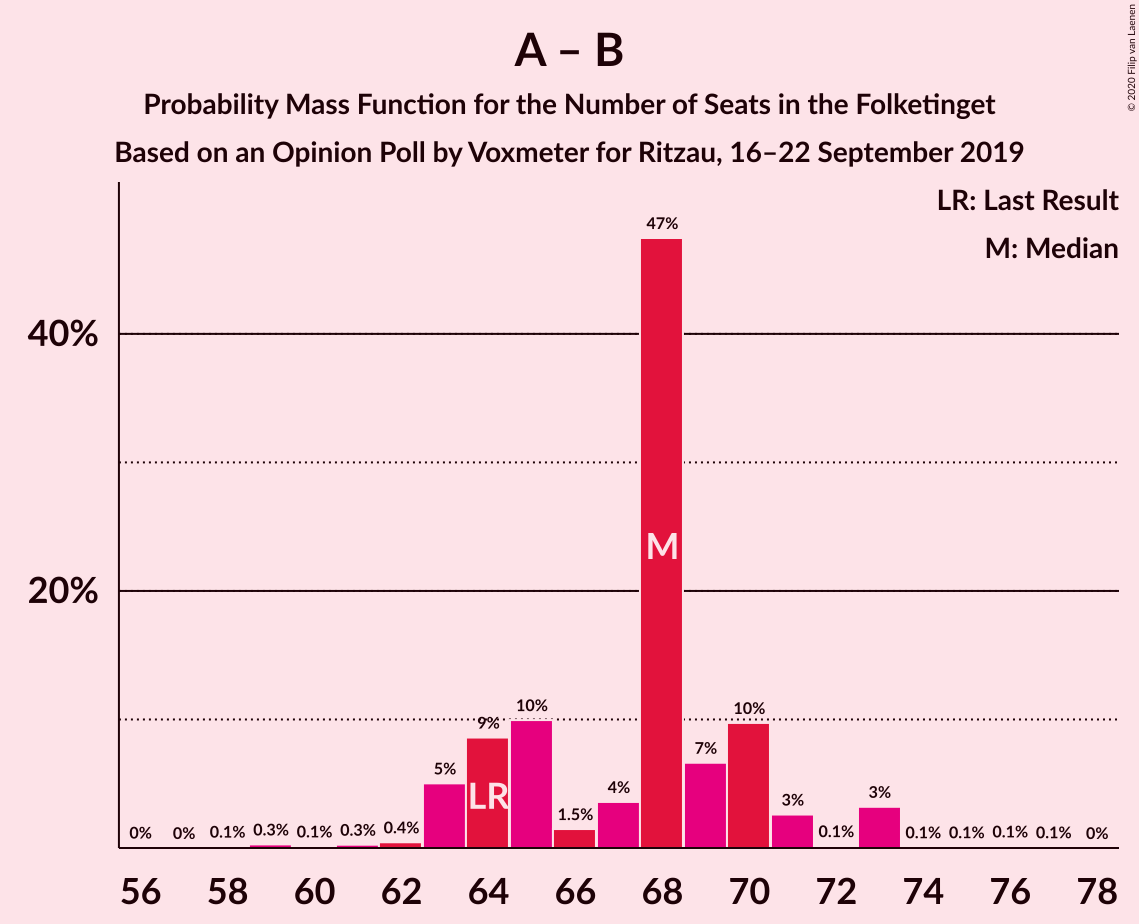 A – B
Probability Mass Function for the Number of Seats in the Folketinget
Based on an Opinion Poll by Voxmeter for Ritzau, 16–22 September 2019
© 2020 Filip van Laenen
LR: Last Result
M: Median
47%
40%
M
20%
10% 10%
9%
7%
5%
LR
4%
3% 3%
1.5%
0% 0% 0.1% 0.3% 0.1% 0.3% 0.4% 0.1% 0.1% 0.1% 0.1% 0.1% 0%
56 58 60 62 64 66 68 70 72 74 76 78